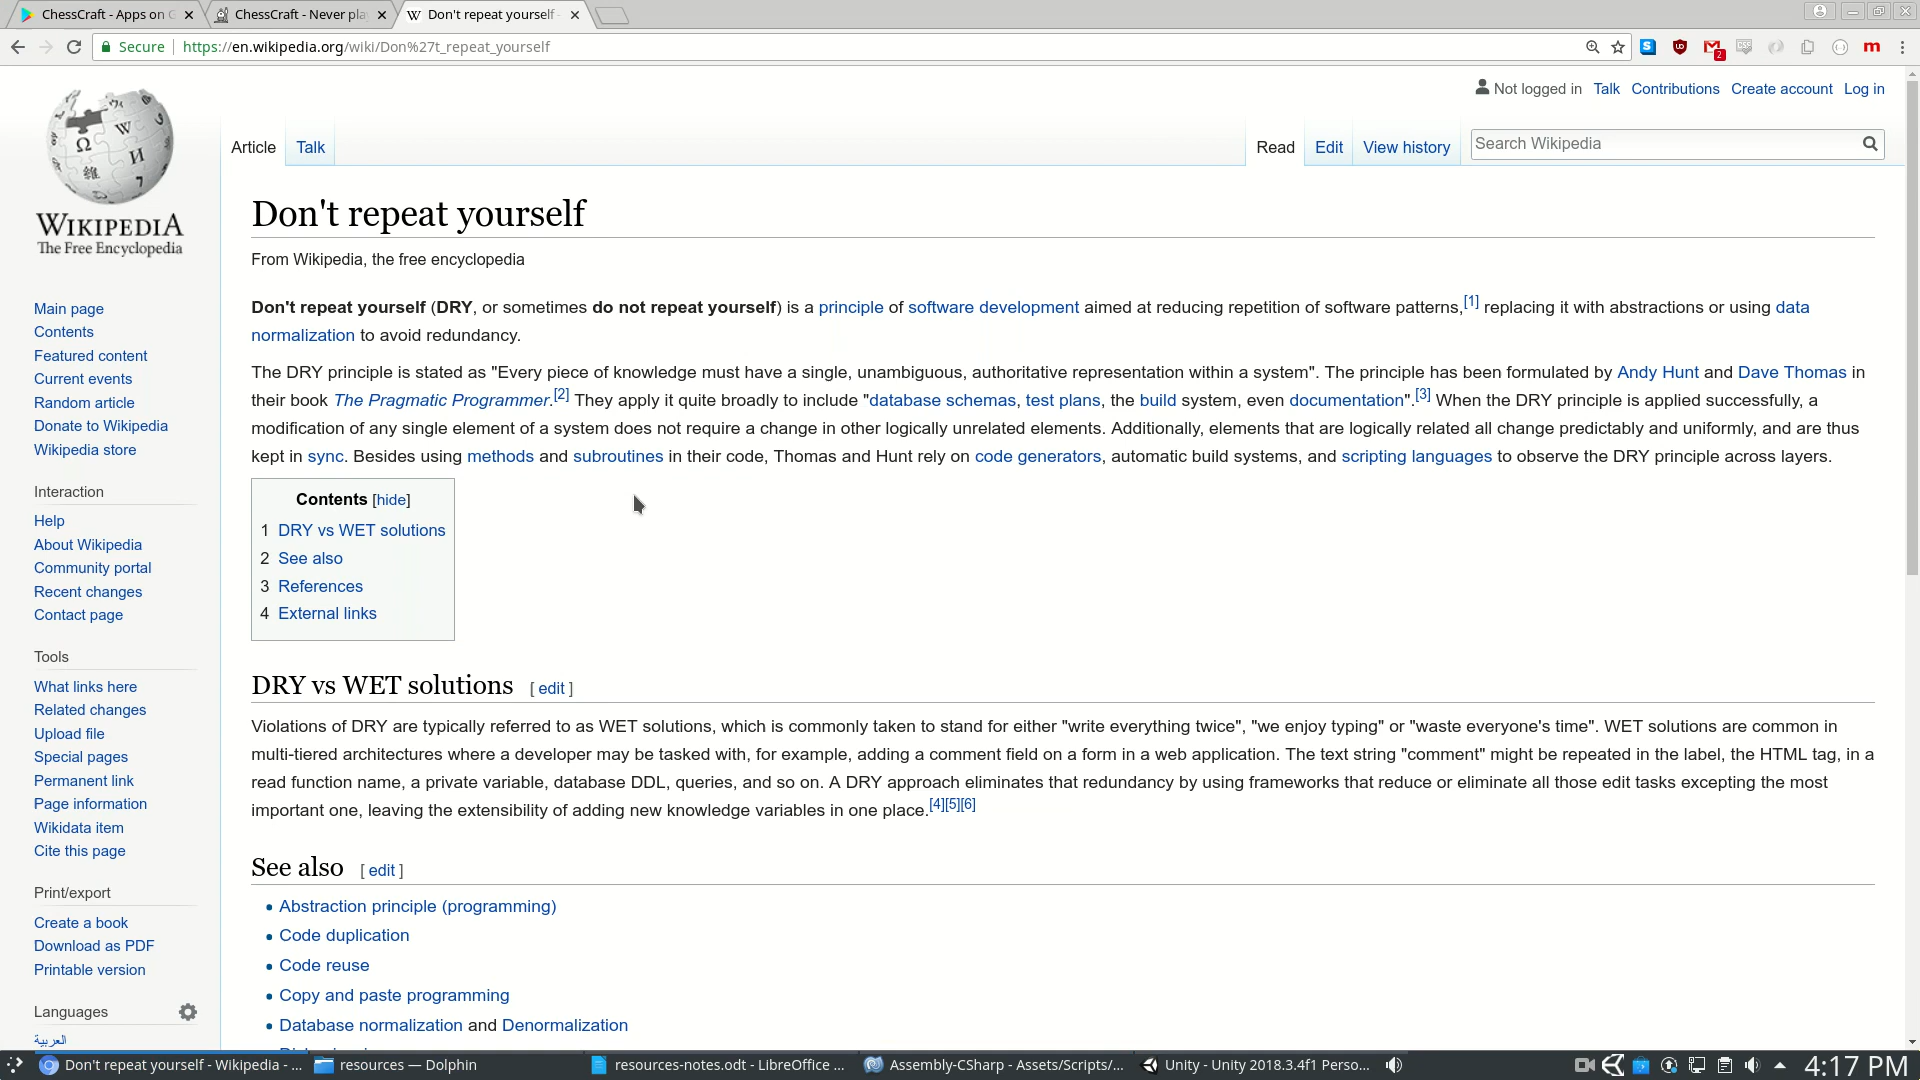 ChessCraft - Apps on G
ChessCraft - Never pla
Don't repeat yourself -
Secure https://en.wikipedia.org/wiki/Don%27t_repeat_yourself
2
m
Not logged in Talk Contributions Create account Log in
Article Talk Read Edit View history Search Wikipedia
WIKIPEDIA
The Free Encyclopedia
Main page
Contents
Featured content
Current events
Random article
Donate to Wikipedia
Wikipedia store
Interaction
Help
About Wikipedia
Community portal
Recent changes
Contact page
Tools
What links here
Related changes
Upload file
Special pages
Permanent link
Page information
Wikidata item
Cite this page
Print/export
Create a book
Download as PDF
Printable version
Languages
العربية
Don't repeat yourself
From Wikipedia, the free encyclopedia
Don't repeat yourself (DRY, or sometimes do not repeat yourself) is a principle of software development aimed at reducing repetition of software patterns,[1] replacing it with abstractions or using data
normalization to avoid redundancy.
The DRY principle is stated as "Every piece of knowledge must have a single, unambiguous, authoritative representation within a system". The principle has been formulated by Andy Hunt and Dave Thomas in
their book The Pragmatic Programmer.[2] They apply it quite broadly to include "database schemas, test plans, the build system, even documentation".[3] When the DRY principle is applied successfully, a
modification of any single element of a system does not require a change in other logically unrelated elements. Additionally, elements that are logically related all change predictably and uniformly, and are thus
kept in sync. Besides using methods and subroutines in their code, Thomas and Hunt rely on code generators, automatic build systems, and scripting languages to observe the DRY principle across layers.
Contents [hide]
1 DRY vs WET solutions
2 See also
3 References
4 External links
DRY vs WET solutions [ edit ]
Violations of DRY are typically referred to as WET solutions, which is commonly taken to stand for either "write everything twice", "we enjoy typing" or "waste everyone's time". WET solutions are common in
multi-tiered architectures where a developer may be tasked with, for example, adding a comment field on a form in a web application. The text string "comment" might be repeated in the label, the HTML tag, in a
read function name, a private variable, database DDL, queries, and so on. A DRY approach eliminates that redundancy by using frameworks that reduce or eliminate all those edit tasks excepting the most
important one, leaving the extensibility of adding new knowledge variables in one place.[4][5][6]
See also [ edit ]
• Abstraction principle (programming)
• Code duplication
• Code reuse
• Copy and paste programming
• Database normalization and Denormalization
Don't repeat yourself - Wikipedia - ... resources — Dolphin resources-notes.odt - LibreOffice ... Assembly-CSharp - Assets/Scripts/... Unity - Unity 2018.3.4f1 Perso... 4:17 PM